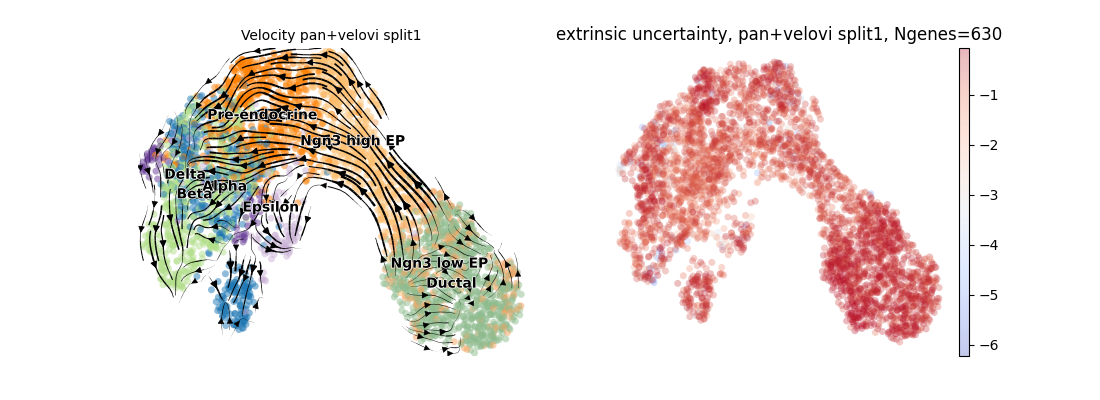 Velocity pan+velovi split1
Pre-endocrine
Ngn3 high EP
Delta
Alpha
Beta
Epsilon
Ngn3 low EP
Ductal
extrinsic uncertainty, pan+velovi split1, Ngenes=630
−1
−2
−3
−4
−5
−6